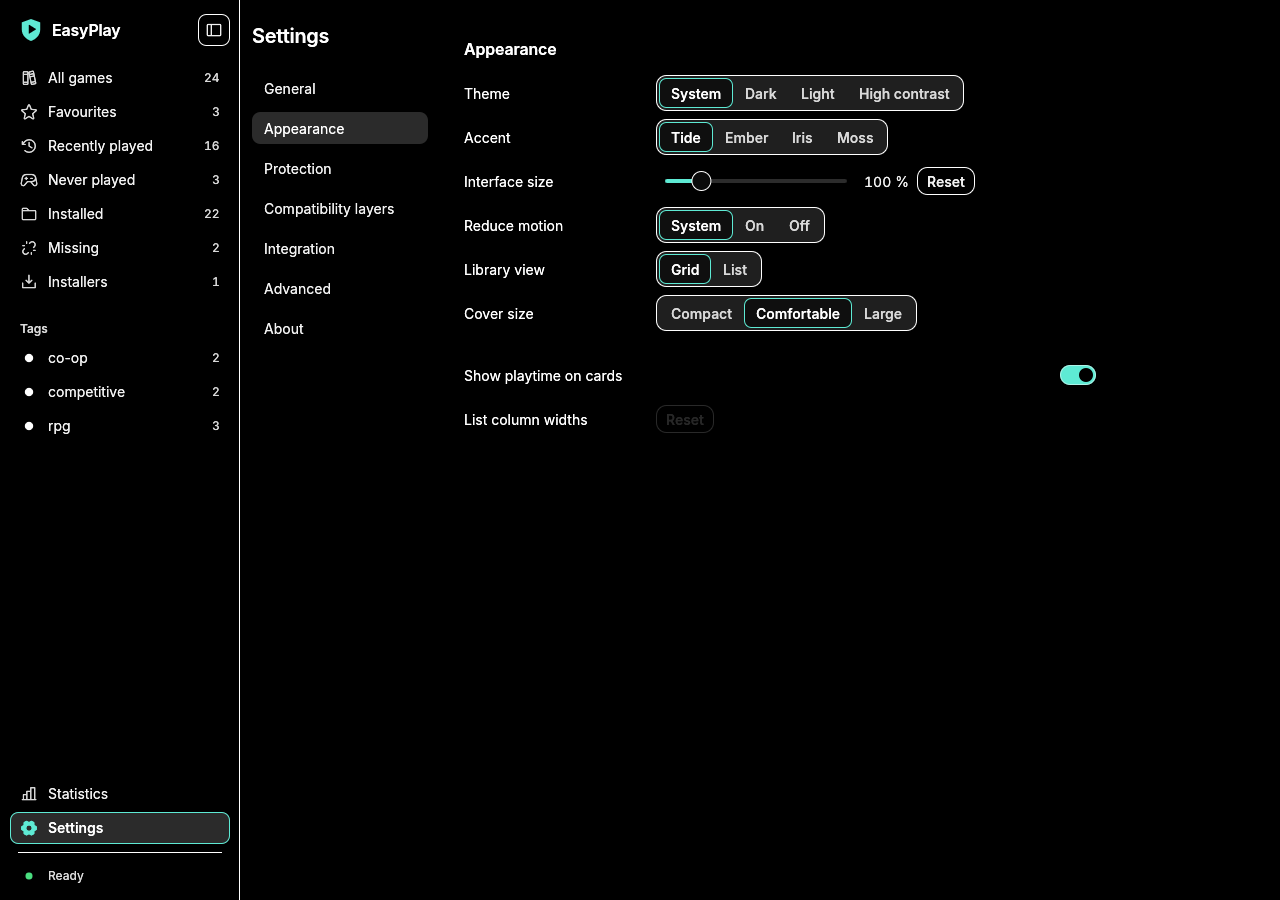 EasyPlay
All games 24
Favourites 3
Recently played 16
Never played 3
Installed 22
Missing 2
Installers 1
Tags
co-op 2
competitive 2
rpg 3
Statistics
Settings
Ready
Settings
General
Appearance
Protection
Compatibility layers
Integration
Advanced
About
Appearance
Theme System Dark Light High contrast
Accent Tide Ember Iris Moss
Interface size 100 % Reset
Reduce motion System On Off
Library view Grid List
Cover size Compact Comfortable Large
Show playtime on cards
List column widths Reset